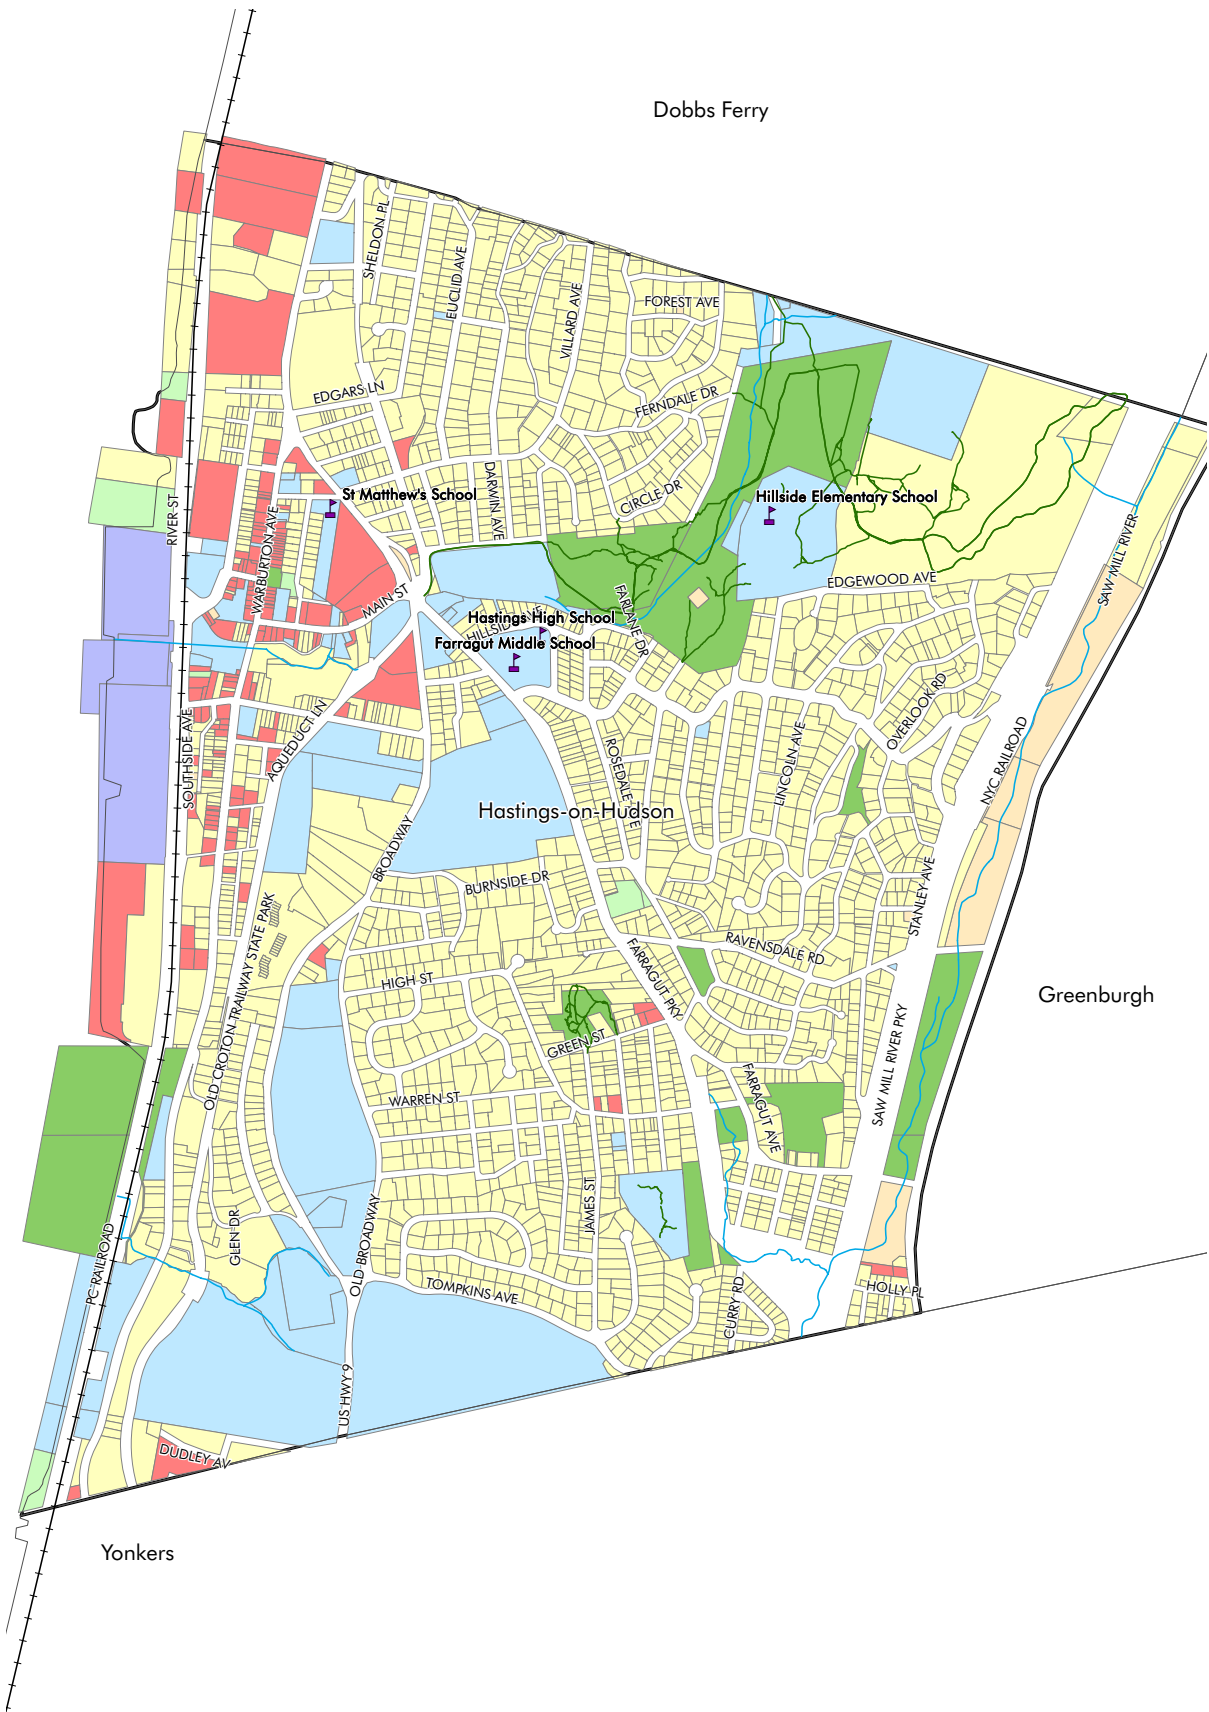 Dobbs Ferry
SHELDON PL
EUCLID AVE
VILLARD AVE
FOREST AVE
EDGARS LN
FERNDALE DR
DARWIN AVE
CIRCLE DR
St Matthew's School
Hillside Elementary School
RIVER ST
WARBURTON AVE
SAW MILL RIVER
MAIN ST
EDGEWOOD AVE
FARLANE DR
HILLSIDE AVE
Hastings High School
Farragut Middle School
OVERLOOK RD
AQUEDUCT LN
SOUTHSIDE AVE
ROSEDALE AVE
LINCOLN AVE
NYC RAILROAD
Hastings-on-Hudson
BROADWAY
BURNSIDE DR
STANLEY AVE
OLD CROTON TRAILWAY STATE PARK
RAVENSDALE RD
FARRAGUT PKY
HIGH ST
Greenburgh
GREEN ST
SAW MILL RIVER PKY
WARREN ST
FARRAGUT AVE
JAMES ST
GLEN DR
OLD BROADWAY
PC RAILROAD
TOMPKINS AVE
CURRY RD
HOLLY PL
US HWY 9
DUDLEY AV
Yonkers